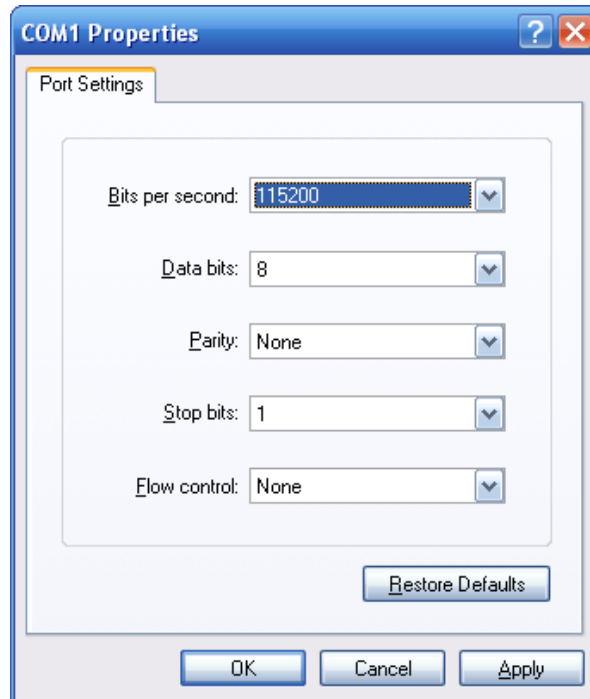 COM1 Properties
Port Settings
Bits per second: 115200
Data bits: 8
Parity: None
Stop bits: 1
Flow control: None
Restore Defaults
OK Cancel Apply